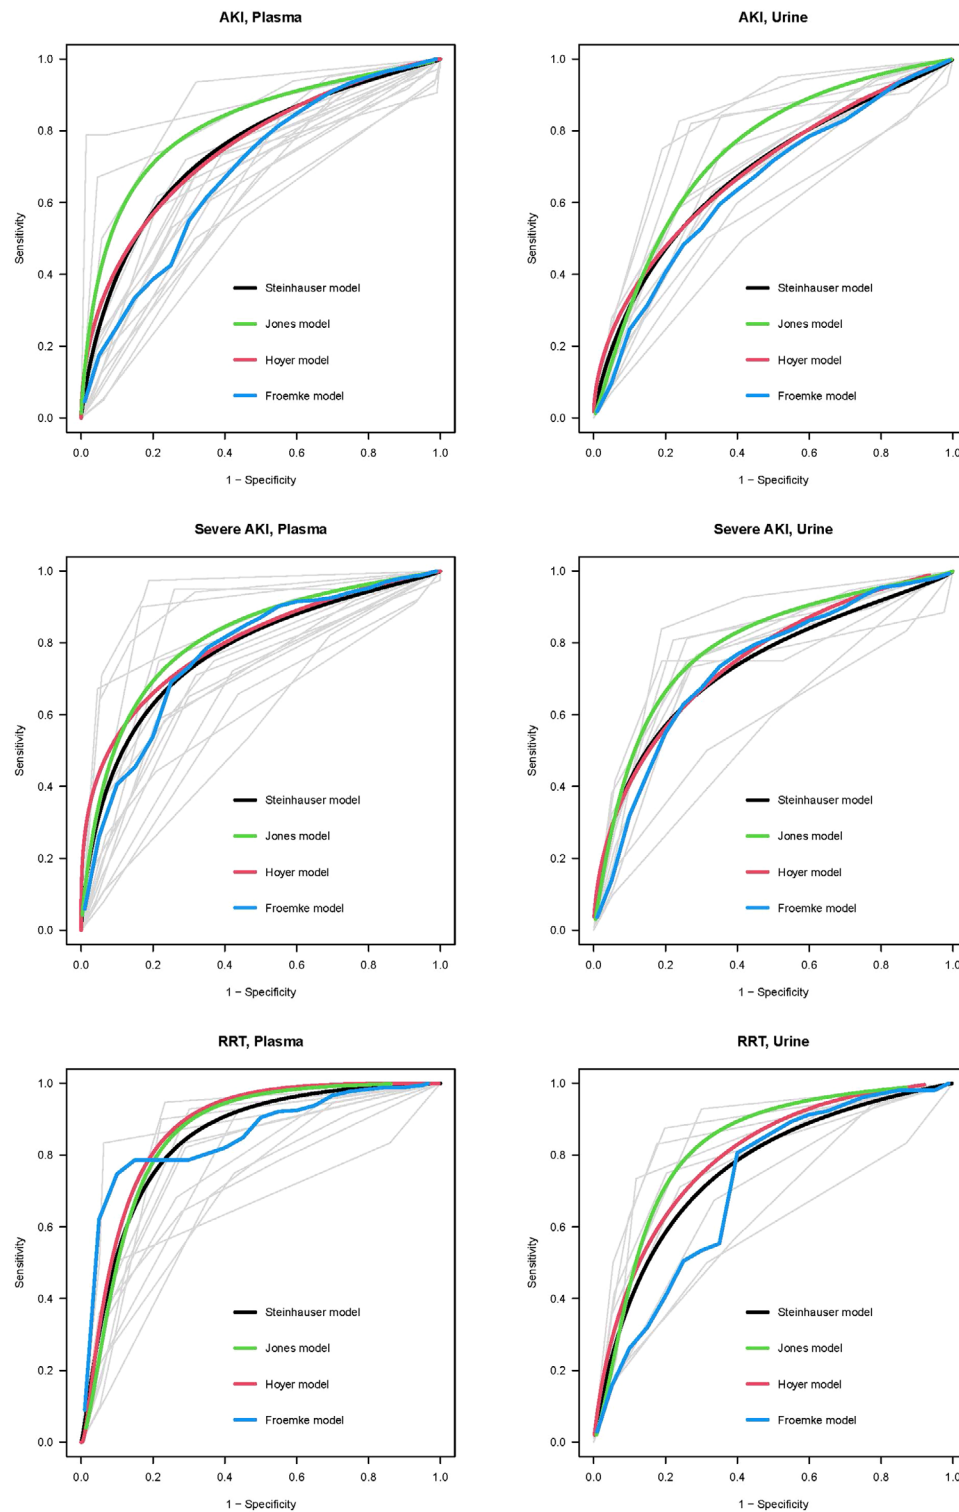 AKI, Plasma
Sensitivity
1.0
0.8
0.6
0.4
0.2
0.0
Steinhauser model
Jones model
Hoyer model
Froemke model
0.0 0.2 0.4 0.6 0.8 1.0
1 − Specificity
AKI, Urine
Sensitivity
1.0
0.8
0.6
0.4
0.2
0.0
Steinhauser model
Jones model
Hoyer model
Froemke model
0.0 0.2 0.4 0.6 0.8 1.0
1 − Specificity
Severe AKI, Plasma
Sensitivity
1.0
0.8
0.6
0.4
0.2
0.0
Steinhauser model
Jones model
Hoyer model
Froemke model
0.0 0.2 0.4 0.6 0.8 1.0
1 − Specificity
Severe AKI, Urine
Sensitivity
1.0
0.8
0.6
0.4
0.2
0.0
Steinhauser model
Jones model
Hoyer model
Froemke model
0.0 0.2 0.4 0.6 0.8 1.0
1 − Specificity
RRT, Plasma
Sensitivity
1.0
0.8
0.6
0.4
0.2
0.0
Steinhauser model
Jones model
Hoyer model
Froemke model
0.0 0.2 0.4 0.6 0.8 1.0
1 − Specificity
RRT, Urine
Sensitivity
1.0
0.8
0.6
0.4
0.2
0.0
Steinhauser model
Jones model
Hoyer model
Froemke model
0.0 0.2 0.4 0.6 0.8 1.0
1 − Specificity